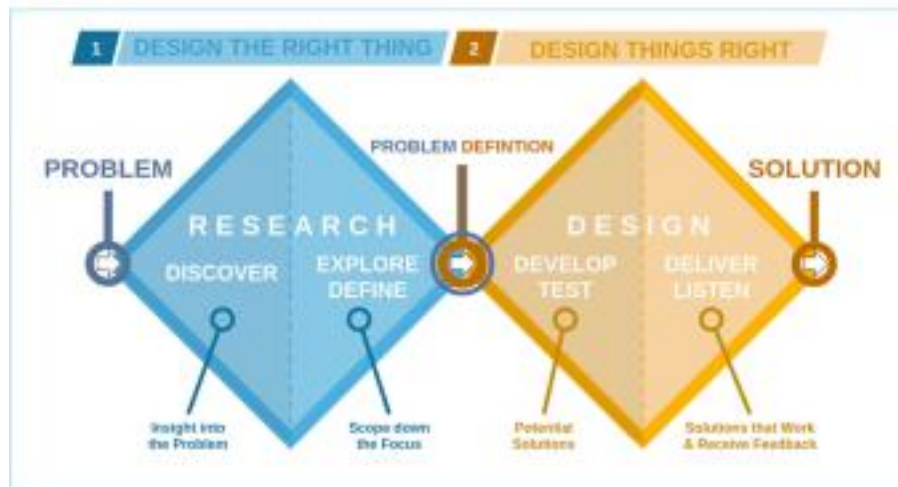 1 DESIGN THE RIGHT THING
2 DESIGN THINGS RIGHT
PROBLEM
PROBLEM DEFINTION
SOLUTION
RESEARCH
DISCOVER
EXPLORE
DEFINE
DESIGN
DEVELOP
TEST
DELIVER
LISTEN
Insight into
the Problem
Scope down
the Focus
Potential
Solutions
Solutions that Work
& Receive Feedback